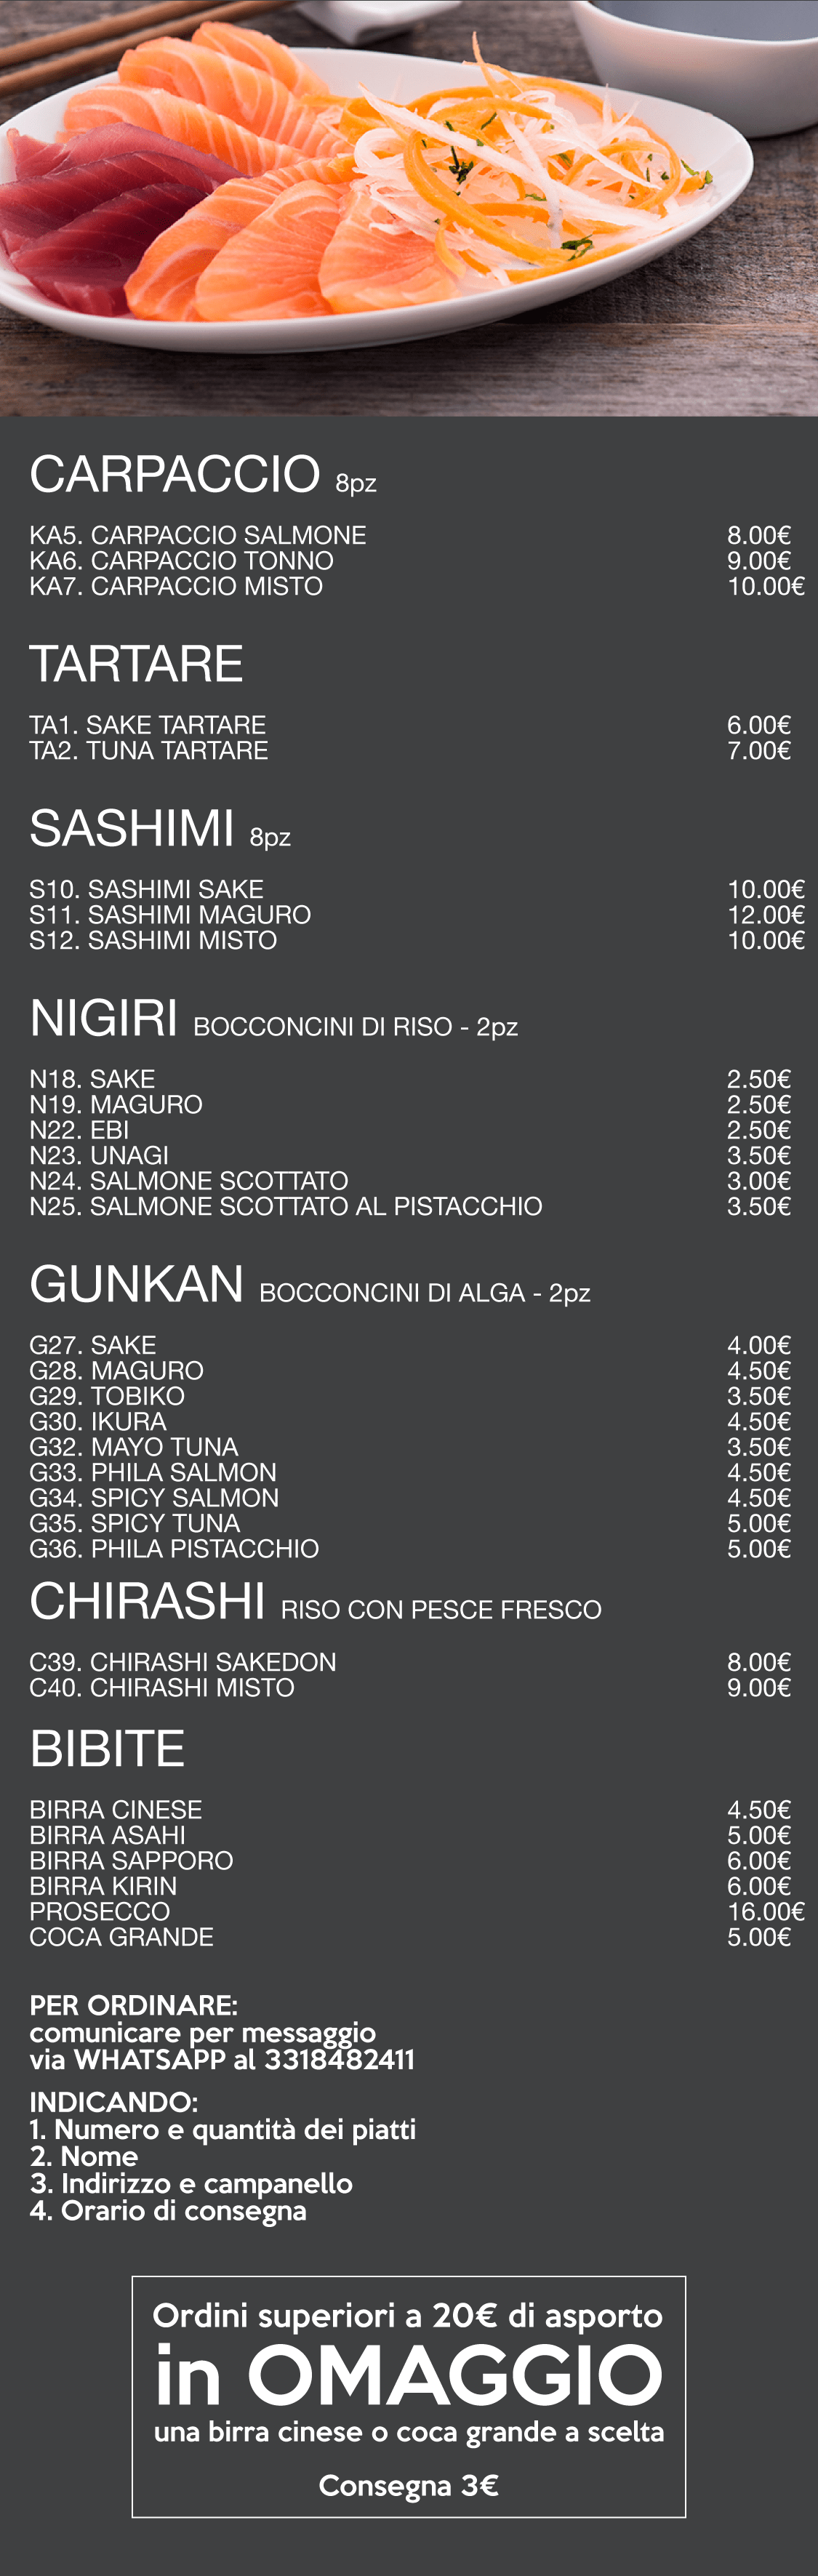 CARPACCIO 8pz
KA5. CARPACCIO SALMONE 8.00€
KA6. CARPACCIO TONNO 9.00€
KA7. CARPACCIO MISTO 10.00€
TARTARE
TA1. SAKE TARTARE 6.00€
TA2. TUNA TARTARE 7.00€
SASHIMI 8pz
S10. SASHIMI SAKE 10.00€
S11. SASHIMI MAGURO 12.00€
S12. SASHIMI MISTO 10.00€
NIGIRI BOCCONCINI DI RISO - 2pz
N18. SAKE 2.50€
N19. MAGURO 2.50€
N22. EBI 2.50€
N23. UNAGI 3.50€
N24. SALMONE SCOTTATO 3.00€
N25. SALMONE SCOTTATO AL PISTACCHIO 3.50€
GUNKAN BOCCONCINI DI ALGA - 2pz
G27. SAKE 4.00€
G28. MAGURO 4.50€
G29. TOBIKO 3.50€
G30. IKURA 4.50€
G32. MAYO TUNA 3.50€
G33. PHILA SALMON 4.50€
G34. SPICY SALMON 4.50€
G35. SPICY TUNA 5.00€
G36. PHILA PISTACCHIO 5.00€
CHIRASHI RISO CON PESCE FRESCO
C39. CHIRASHI SAKEDON 8.00€
C40. CHIRASHI MISTO 9.00€
BIBITE
BIRRA CINESE 4.50€
BIRRA ASAHI 5.00€
BIRRA SAPPORO 6.00€
BIRRA KIRIN 6.00€
PROSECCO 16.00€
COCA GRANDE 5.00€
PER ORDINARE:
comunicare per messaggio
via WHATSAPP al 3318482411
INDICANDO:
1. Numero e quantità dei piatti
2. Nome
3. Indirizzo e campanello
4. Orario di consegna
Ordini superiori a 20€ di asporto
in OMAGGIO
una birra cinese o coca grande a scelta
Consegna 3€